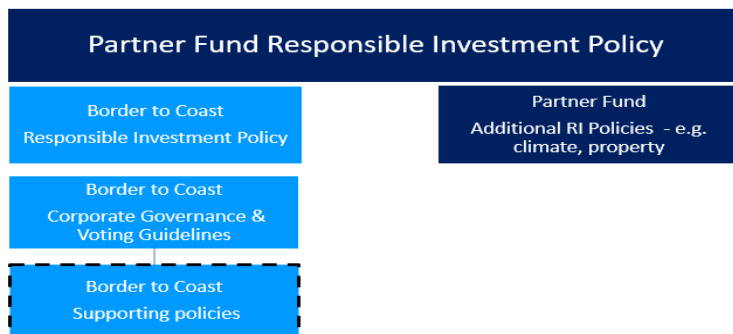 Partner Fund Responsible Investment Policy
Border to Coast
Responsible Investment Policy
Partner Fund
Additional RI Policies - e.g.
climate, property
Border to Coast
Corporate Governance &
Voting Guidelines
Border to Coast
Supporting policies